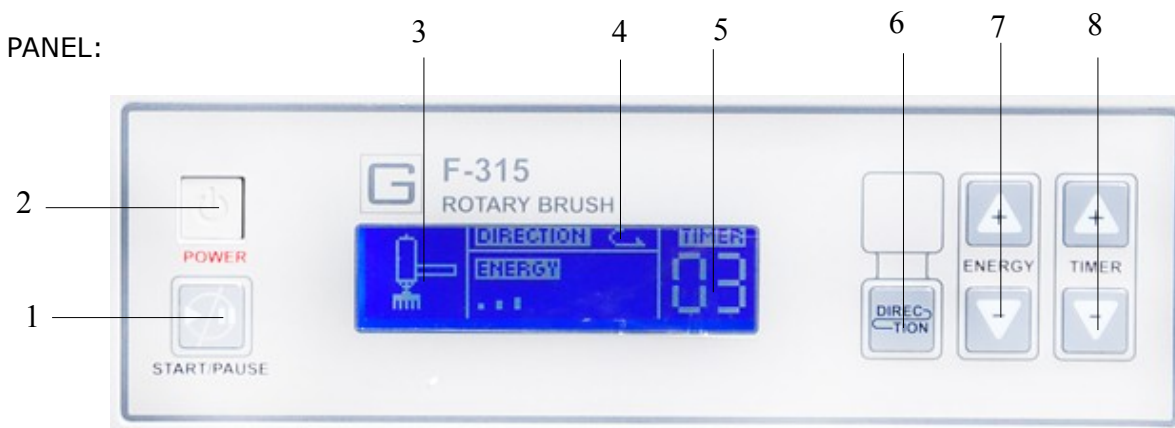 3 4 5 6 7 8
PANEL:
G F-315
ROTARY BRUSH
2
POWER
DIRECTION TIMER
ENERGY
03
ENERGY TIMER
1
DIREC
TION
START/PAUSE